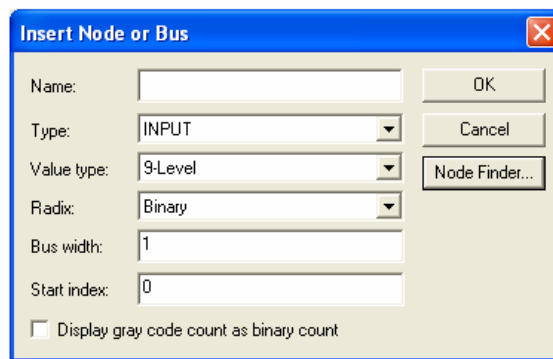 Insert Node or Bus
Name:
OK
Type:
INPUT
Cancel
Value type:
9-Level
Node Finder...
Radix:
Binary
Bus width:
1
Start index:
0
Display gray code count as binary count